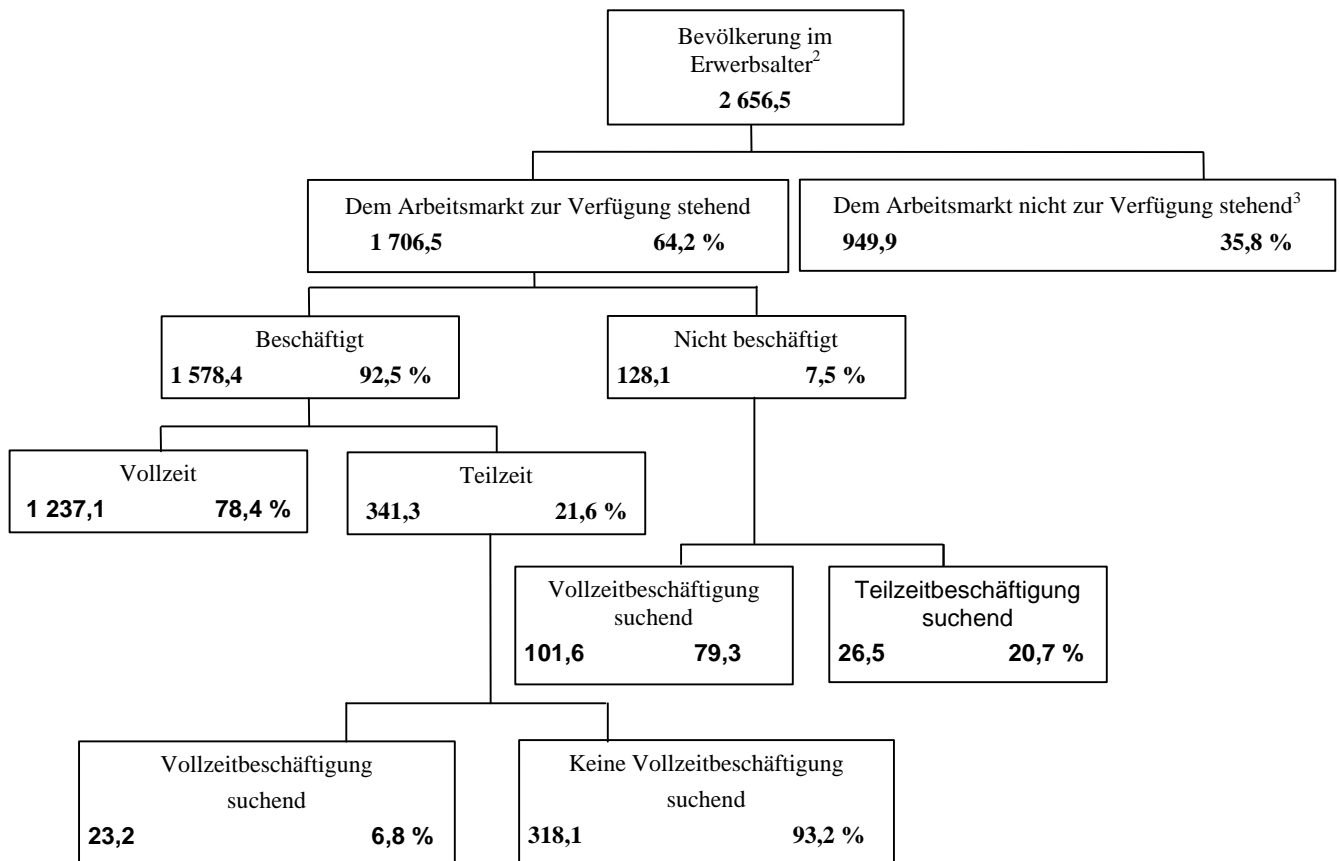 Bevölkerung im
Erwerbsalter²
2 656,5
Dem Arbeitsmarkt zur Verfügung stehend
1 706,5 64,2 %
Dem Arbeitsmarkt nicht zur Verfügung stehend³
949,9 35,8 %
Beschäftigt
1 578,4 92,5 %
Nicht beschäftigt
128,1 7,5 %
Vollzeit
1 237,1 78,4 %
Teilzeit
341,3 21,6 %
Vollzeitbeschäftigung
suchend
101,6 79,3
Teilzeitbeschäftigung
suchend
26,5 20,7 %
Vollzeitbeschäftigung
suchend
23,2 6,8 %
Keine Vollzeitbeschäftigung
suchend
318,1 93,2 %